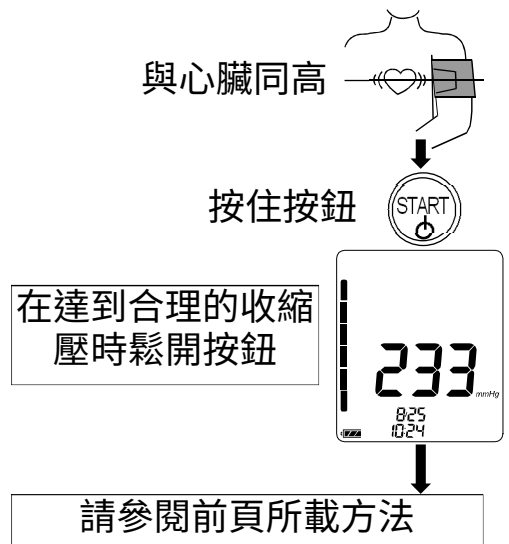 與心臟同高
按住按鈕
START
在達到合理的收縮
壓時鬆開按鈕
233
mmHg
8/25
10:24
請參閱前頁所載方法